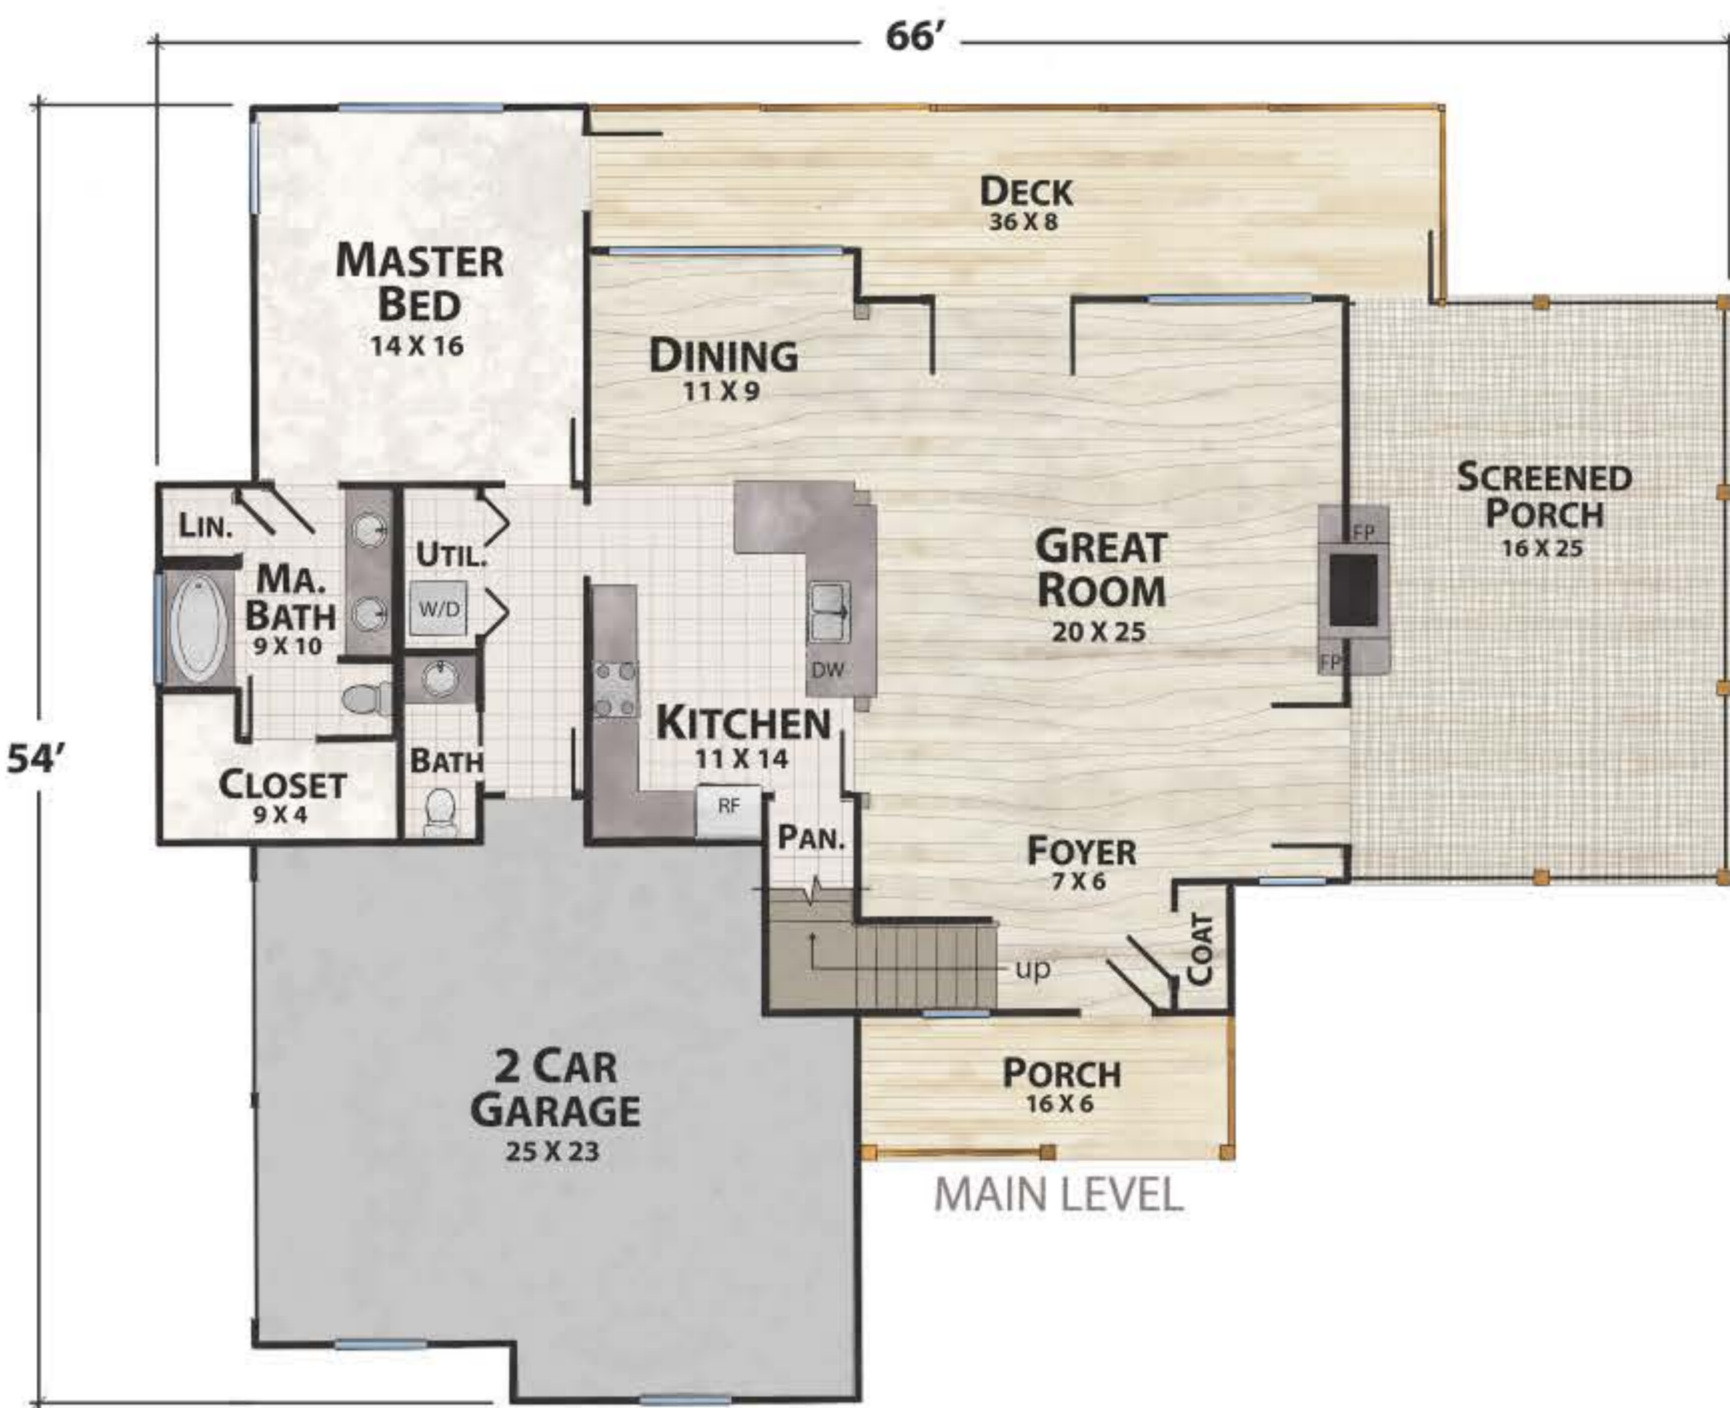 66'
DECK
36 X 8
MASTER
BED
14 X 16
DINING
11 X 9
SCREENED
PORCH
16 X 25
LIN.
UTIL.
FP
GREAT
ROOM
20 X 25
MA.
BATH
9 X 10
W/D
DW
FP
54'
KITCHEN
11 X 14
BATH
CLOSET
9 X 4
RF
PAN.
FOYER
7 X 6
COAT
up
2 CAR
GARAGE
25 X 23
PORCH
16 X 6
MAIN LEVEL